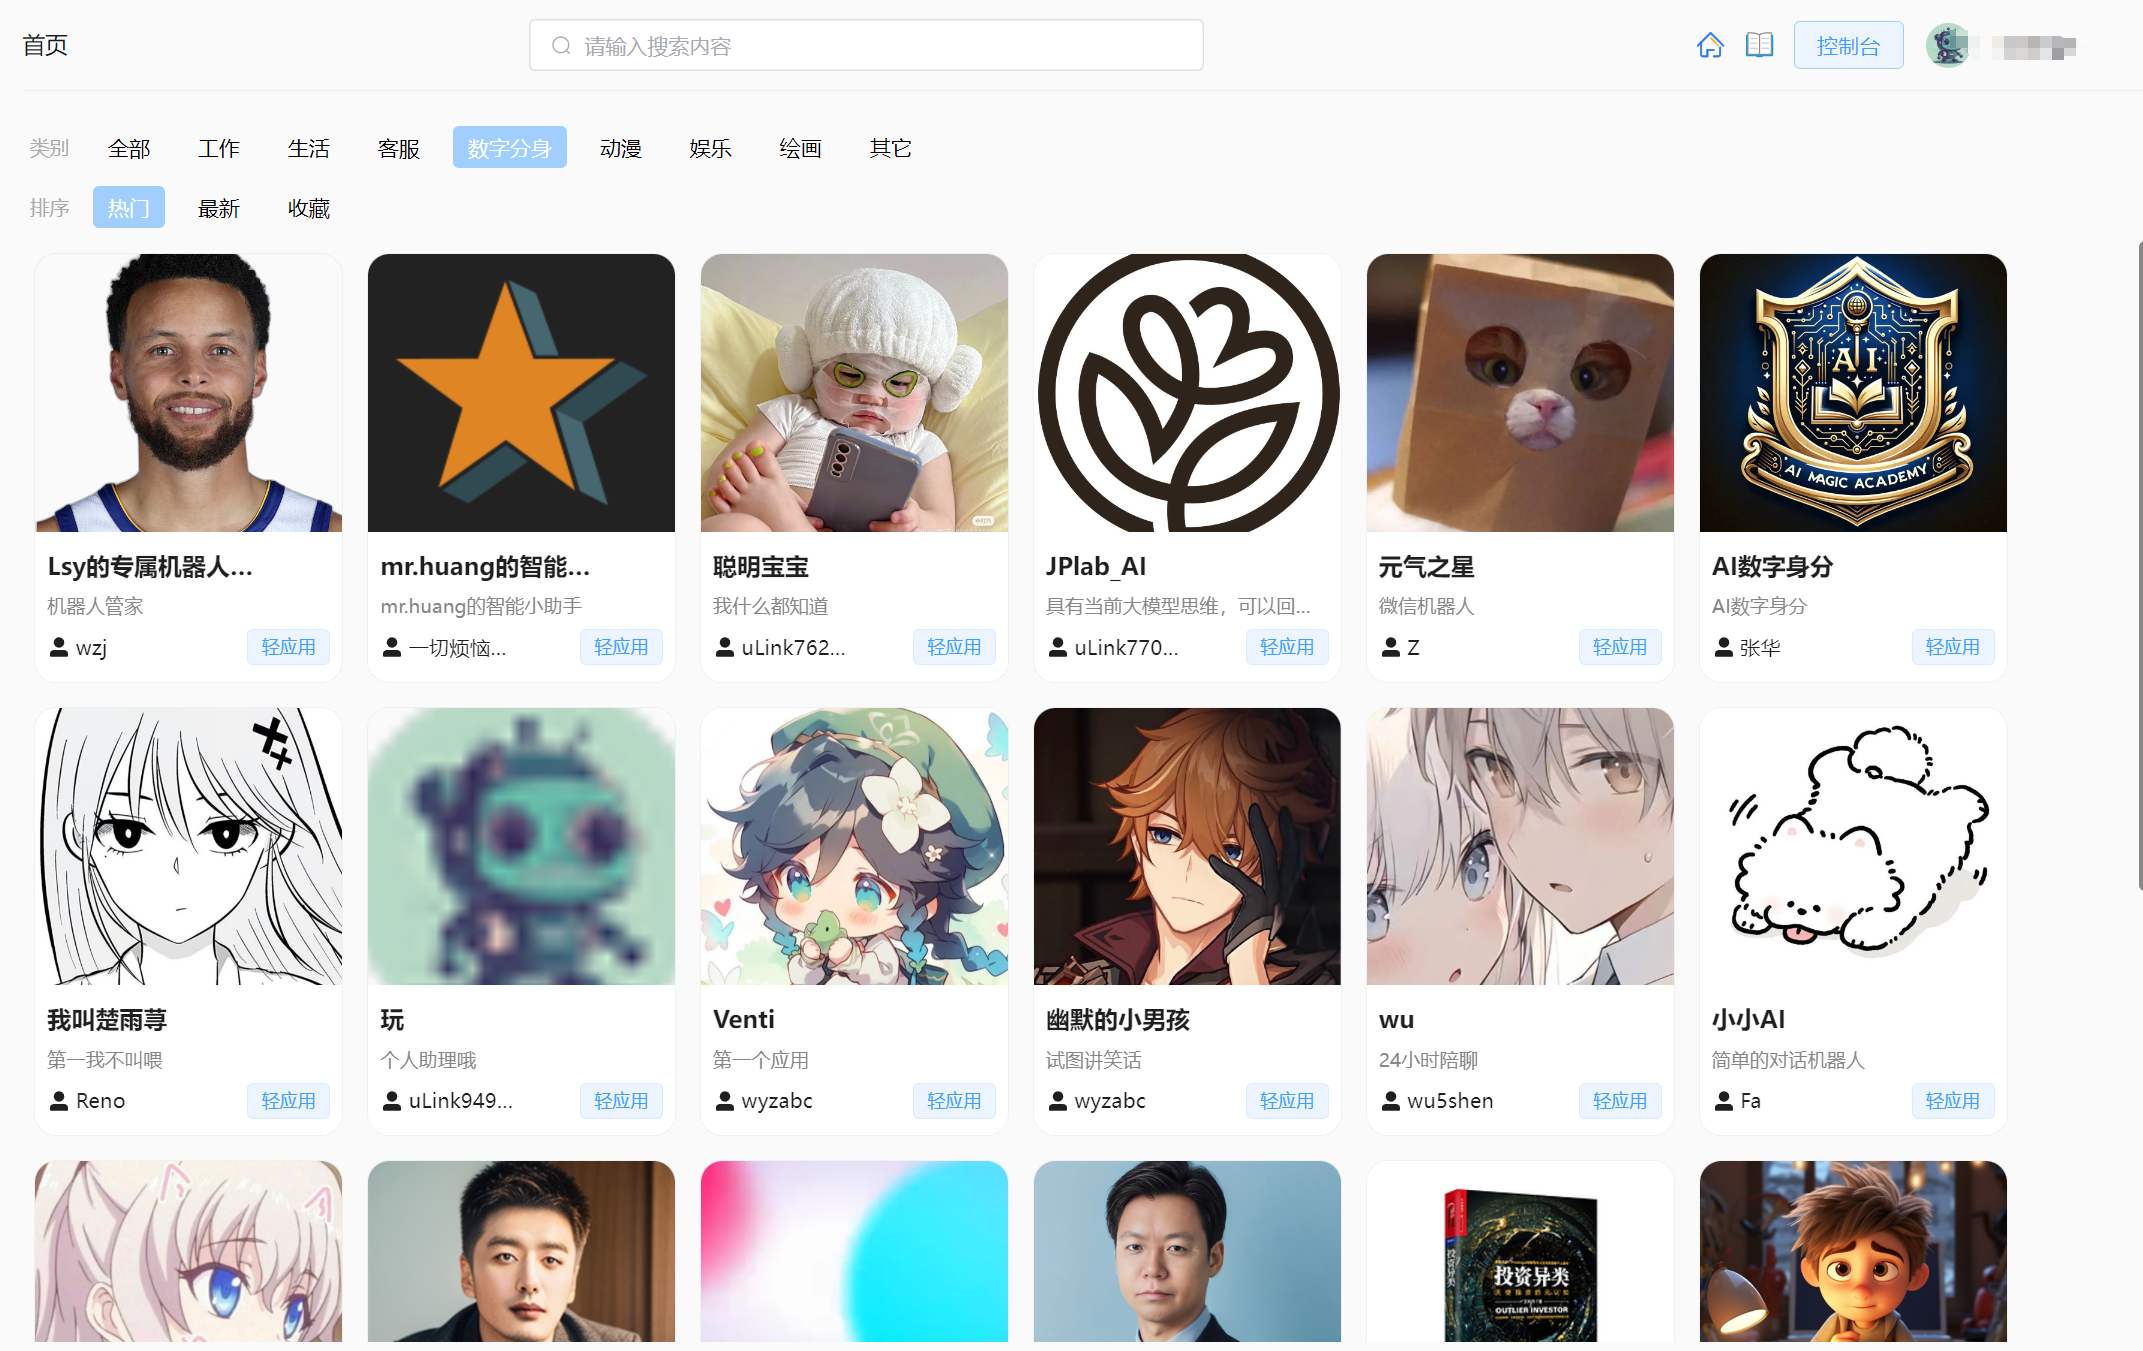 首页
请输入搜索内容
控制台
类别 全部 工作 生活 客服 数字分身 动漫 娱乐 绘画 其它
排序 热门 最新 收藏
AI
AI MAGIC ACADEMY
Lsy的专属机器人...
机器人管家
wzj 轻应用
mr.huang的智能...
mr.huang的智能小助手
一切烦恼... 轻应用
聪明宝宝
我什么都知道
uLink762... 轻应用
JPlab_AI
具有当前大模型思维，可以回...
uLink770... 轻应用
元气之星
微信机器人
Z 轻应用
AI数字身分
AI数字身分
张华 轻应用
我叫楚雨荨
第一我不叫喂
Reno 轻应用
玩
个人助理哦
uLink949... 轻应用
Venti
第一个应用
wyzabc 轻应用
幽默的小男孩
试图讲笑话
wyzabc 轻应用
wu
24小时陪聊
wu5shen 轻应用
小小AI
简单的对话机器人
Fa 轻应用
投资异类
投资异类
OUTLIER INVESTOR